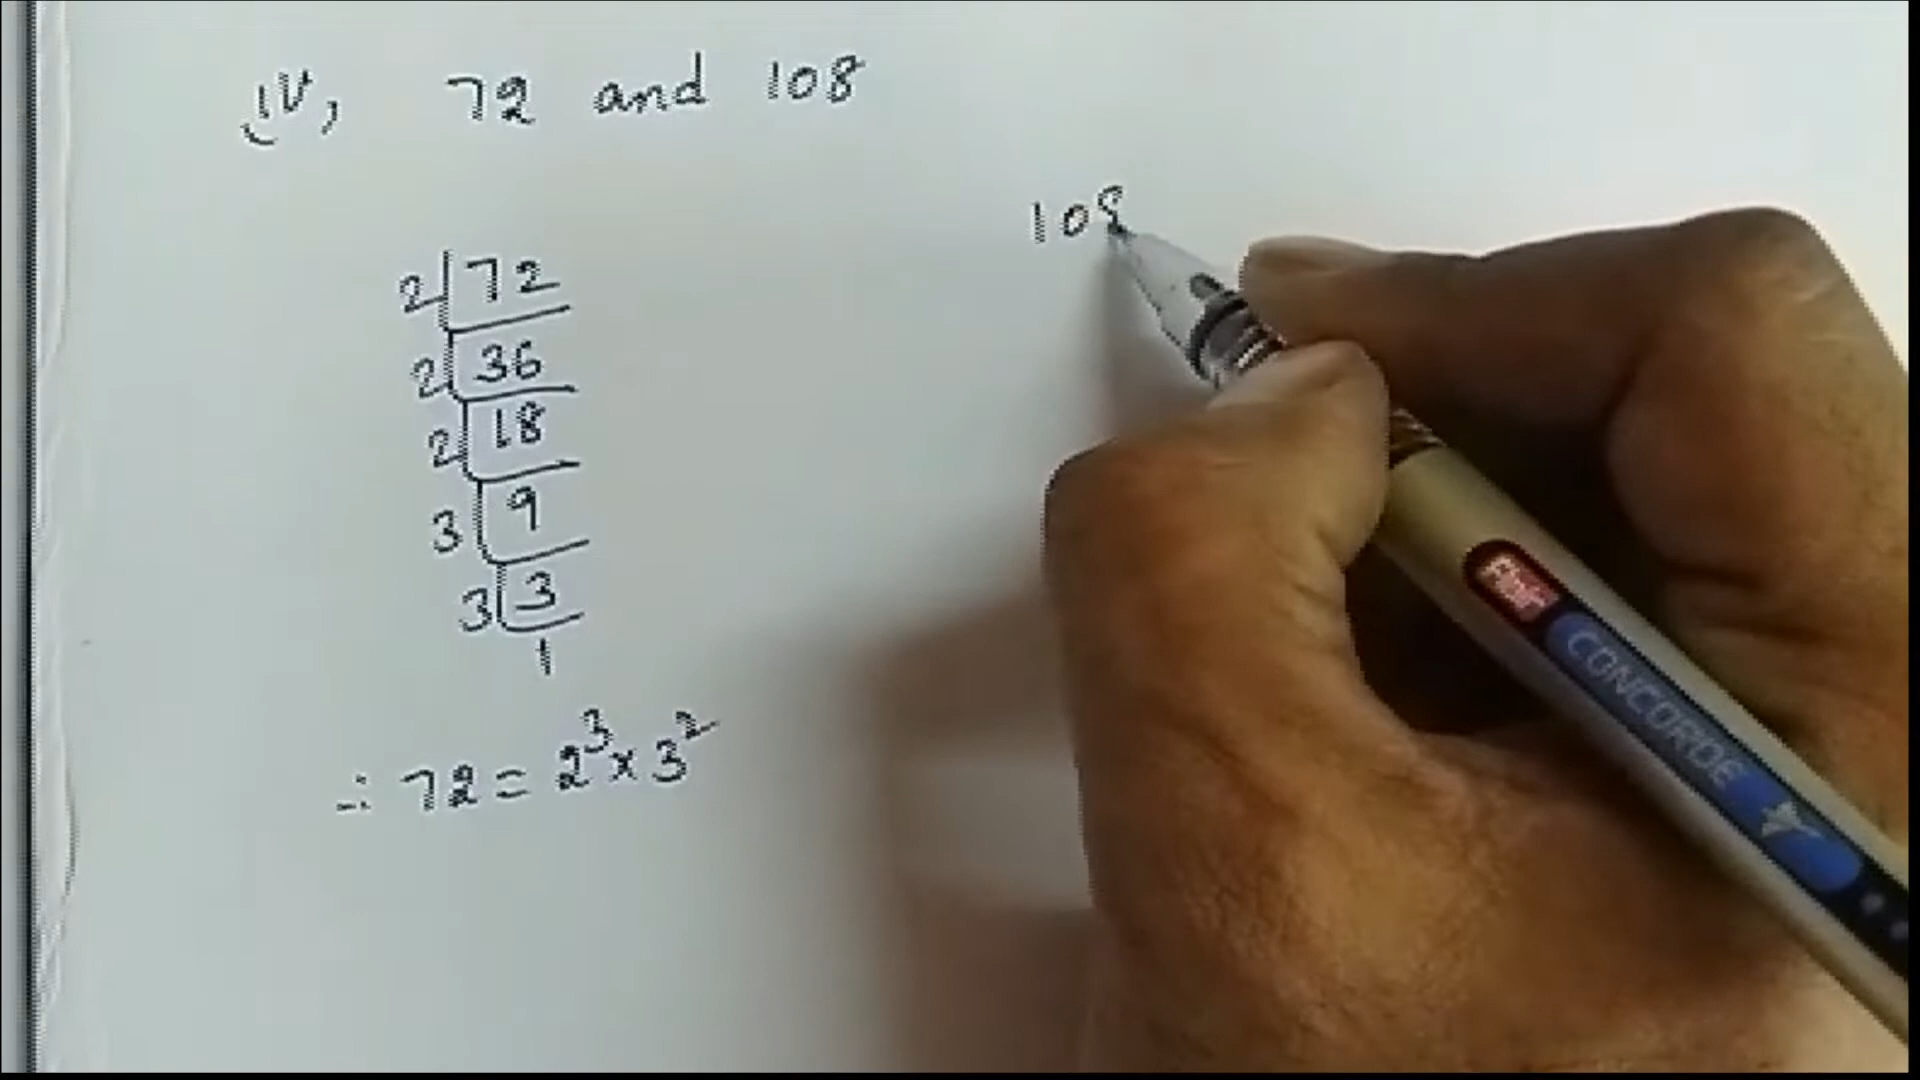 (iv) 72 and 108
108
2 72
2 36
2 18
3 9
3 3
1
∴ 72 = 2³ × 3²
CONCORDE